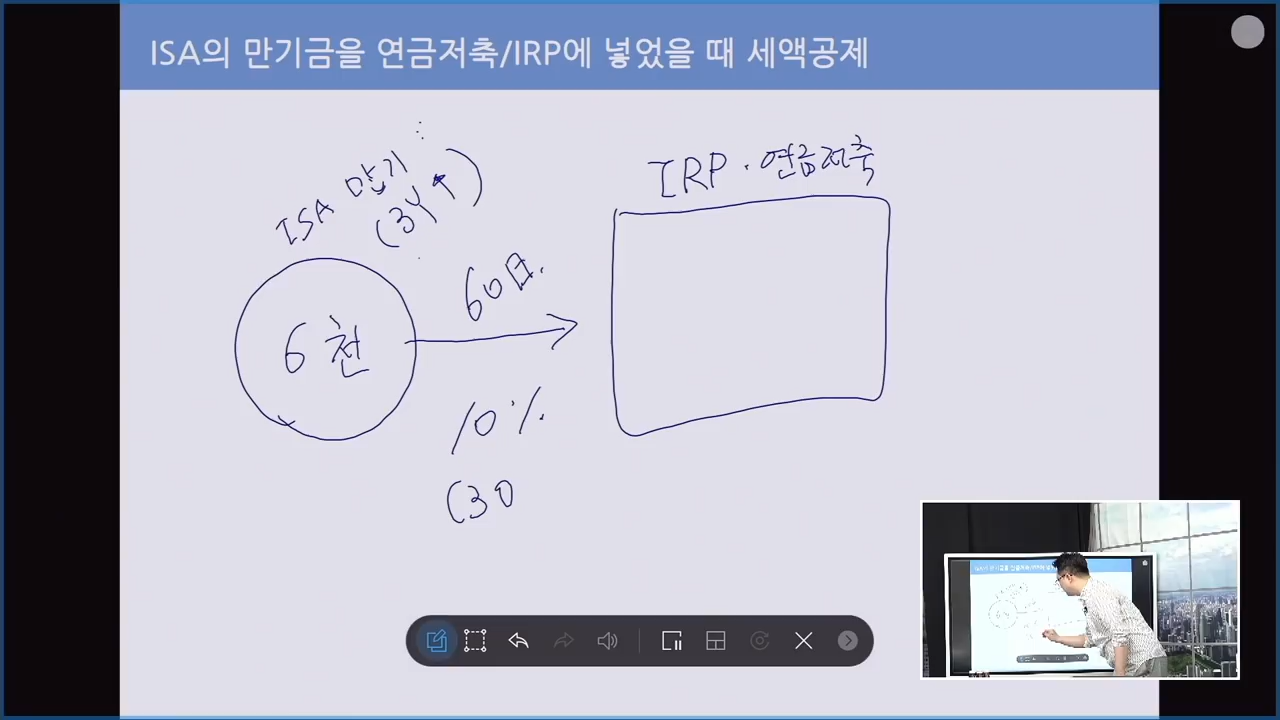 ISA의 만기금을 연금저축/IRP에 넣었을 때 세액공제
ISA 만기
(3Y↑)
IRP · 연금저축
60日.
6천
10%
(30